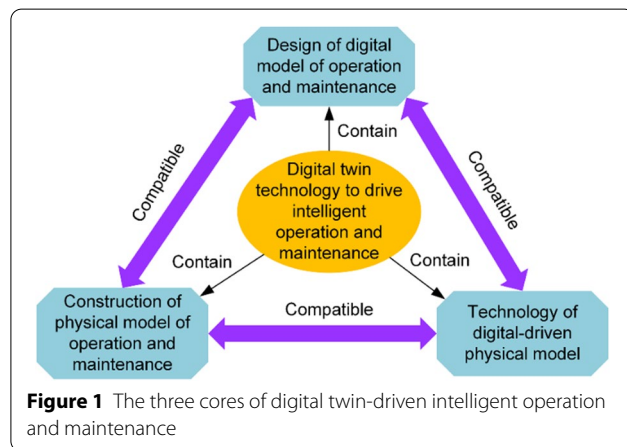 Design of digital
model of operation
and maintenance
Contain
Compatible
Compatible
Digital twin
technology to drive
intelligent
operation and
maintenance
Contain
Contain
Construction of
physical model of
operation and
maintenance
Compatible
Technology of
digital-driven
physical model
Figure 1 The three cores of digital twin-driven intelligent operation
and maintenance